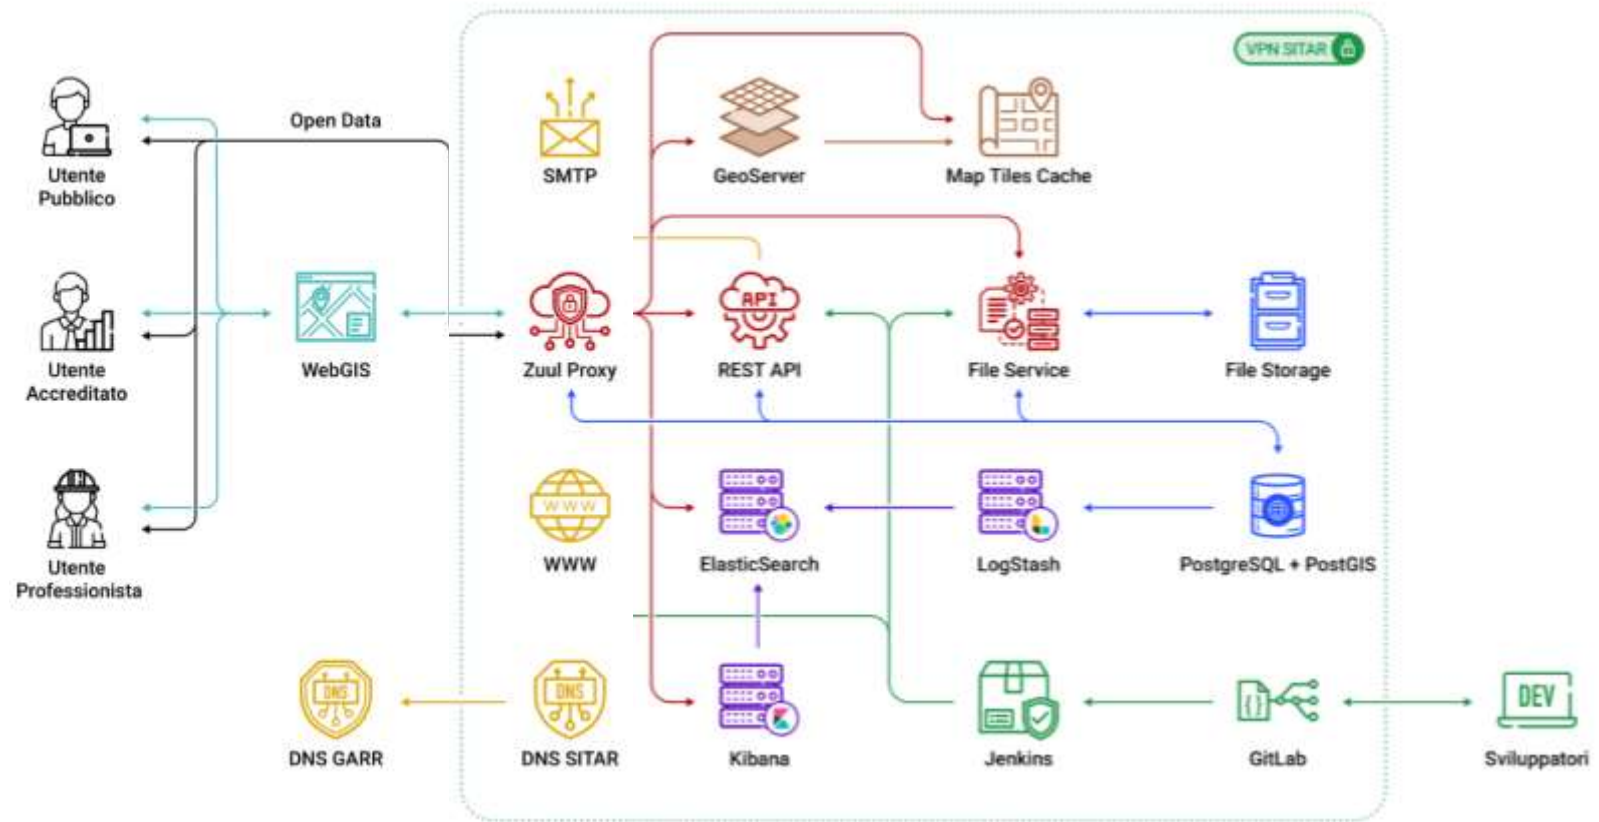 VPN SITAR
Open Data
Utente
Pubblico
SMTP
GeoServer
Map Tiles Cache
API
Utente
Accreditato
WebGIS
Zuul Proxy
REST API
File Service
File Storage
WWW
Utente
Professionista
WWW
ElasticSearch
LogStash
PostgreSQL + PostGIS
DNS
DNS
{ }
DEV
DNS GARR
DNS SITAR
Kibana
Jenkins
GitLab
Sviluppatori